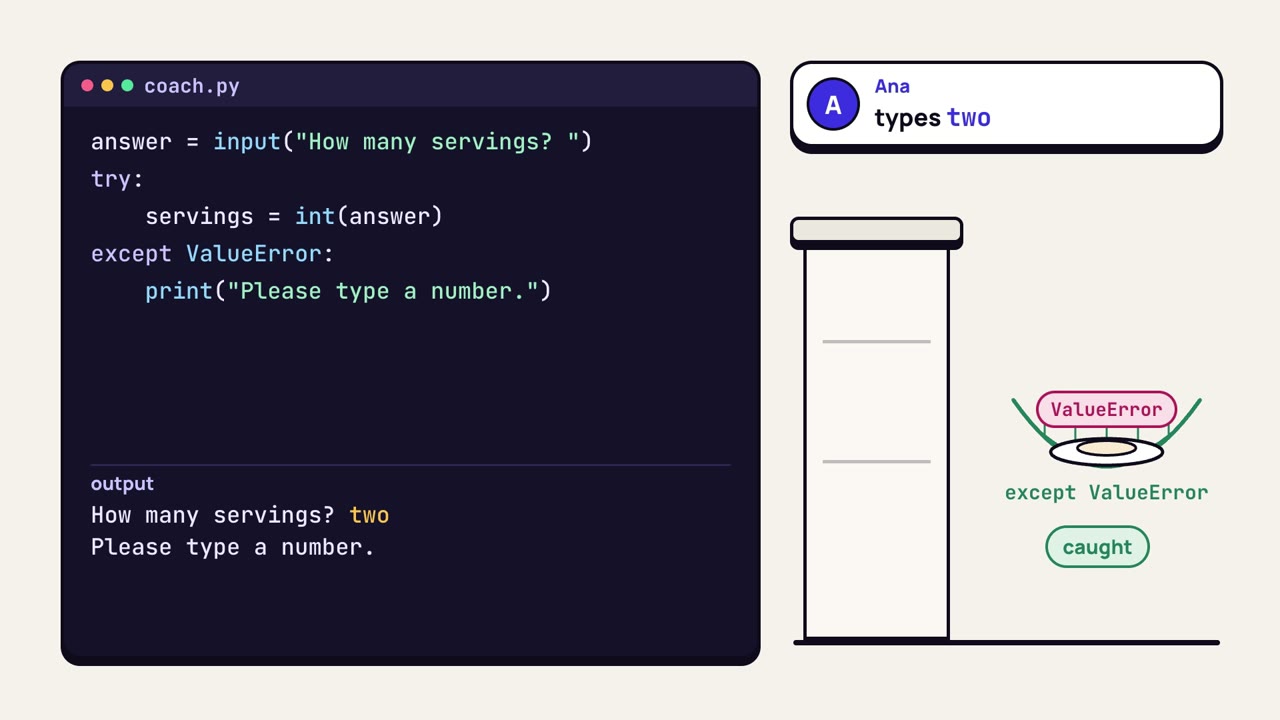 coach.py
answer = input("How many servings? ")
try:
    servings = int(answer)
except ValueError:
    print("Please type a number.")
output
How many servings? two
Please type a number.
A
Ana
types two
ValueError
except ValueError
caught